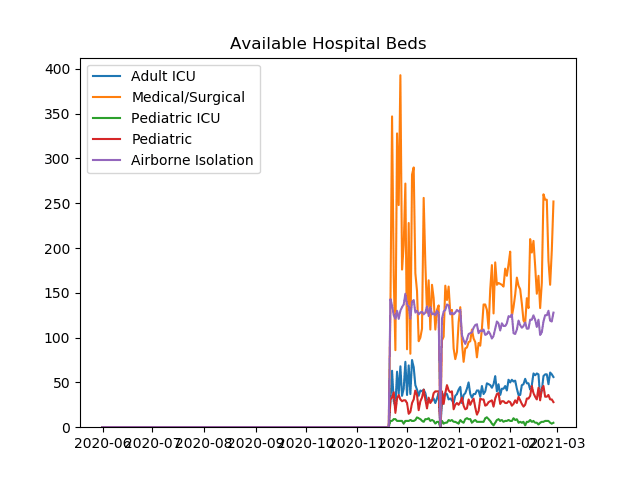 Available Hospital Beds
400
350
300
250
200
150
100
50
0
Adult ICU
Medical/Surgical
Pediatric ICU
Pediatric
Airborne Isolation
2020-06 2020-07 2020-08 2020-09 2020-10 2020-11 2020-12 2021-01 2021-02 2021-03